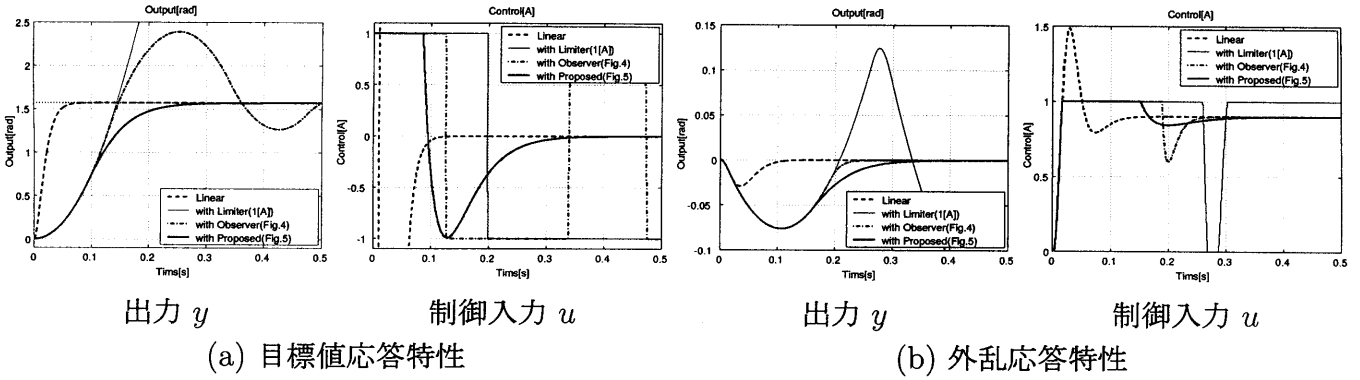 Output[rad]
2.5
2
1.5
1
0.5
0
Output[rad]
Linear
with Limiter(1[A])
with Observer(Fig.4)
with Proposed(Fig.5)
0
0.1
0.2
0.3
0.4
0.5
Tims[s]
出力 y
Control[A]
1
0.5
0
-0.5
-1
Control[A]
Linear
with Limiter(1[A])
with Observer(Fig.4)
with Proposed(Fig.5)
0
0.1
0.2
0.3
0.4
0.5
Tims[s]
制御入力 u
(a) 目標値応答特性
Output[rad]
0.15
0.1
0.05
0
-0.05
-0.1
Output[rad]
Linear
with Limiter(1[A])
with Observer(Fig.4)
with Proposed(Fig.5)
0
0.1
0.2
0.3
0.4
0.5
Tims[s]
出力 y
Control[A]
1.5
1
0.5
0
Control[A]
Linear
with Limiter(1[A])
with Observer(Fig.4)
with Proposed(Fig.5)
0
0.1
0.2
0.3
0.4
0.5
Tims[s]
制御入力 u
(b) 外乱応答特性